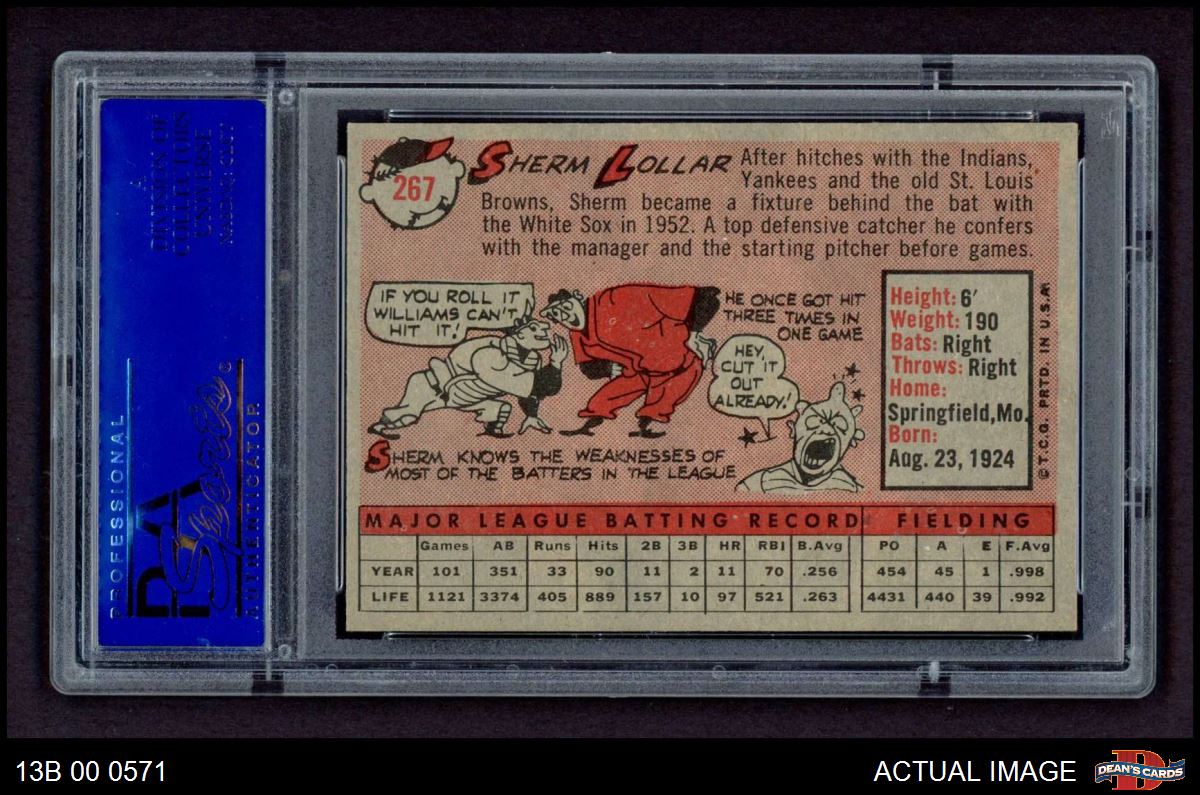 A
DIVISION OF
COLLECTORS
UNIVERSE
NASDAQ: CLCT
PROFESSIONAL
PSA
Sports
AUTHENTICATOR
267
SHERM LOLLAR
After hitches with the Indians,
Yankees and the old St. Louis
Browns, Sherm became a fixture behind the bat with
the White Sox in 1952. A top defensive catcher he confers
with the manager and the starting pitcher before games.
IF YOU ROLL IT
WILLIAMS CAN'T
HIT IT!
HE ONCE GOT HIT
THREE TIMES IN
ONE GAME
HEY,
CUT IT
OUT
ALREADY!
SHERM KNOWS THE WEAKNESSES OF
MOST OF THE BATTERS IN THE LEAGUE
Height: 6'
Weight: 190
Bats: Right
Throws: Right
Home:
Springfield, Mo.
Born:
Aug. 23, 1924
© T.C.G. PRTD. IN U.S.A.
MAJOR LEAGUE BATTING RECORD FIELDING
Games AB Runs Hits 2B 3B HR RBI B.Avg PO A E F.Avg
YEAR 101 351 33 90 11 2 11 70 .256 454 45 1 .998
LIFE 1121 3374 405 889 157 10 97 521 .263 4431 440 39 .992
13B 00 0571
ACTUAL IMAGE
DEAN'S CARDS